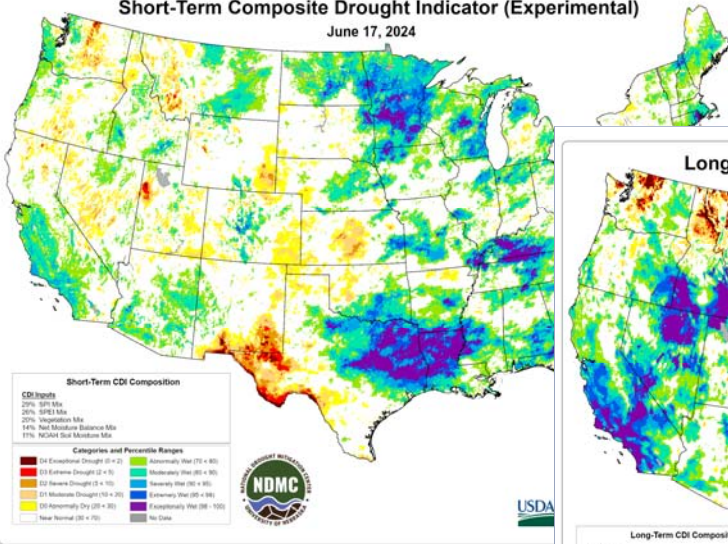 Short-Term Composite Drought Indicator (Experimental)
June 17, 2024
Long
Short-Term CDI Composition
CDI Inputs
29% SPI Mix
26% SPEI Mix
20% Vegetation Mix
14% Net Moisture Balance Mix
11% NOAH Soil Moisture Mix
Categories and Percentile Ranges
D4 Exceptional Drought (0 < 2)
D3 Extreme Drought (2 < 5)
D2 Severe Drought (5 < 10)
D1 Moderate Drought (10 < 20)
D0 Abnormally Dry (20 < 30)
Near Normal (30 < 70)
Abnormally Wet (70 < 80)
Moderately Wet (80 < 90)
Severely Wet (90 < 95)
Extremely Wet (95 < 98)
Exceptionally Wet (98 - 100)
No Data
NATIONAL DROUGHT MITIGATION CENTER
NDMC
UNIVERSITY OF NEBRASKA
USDA
Long-Term CDI Composi